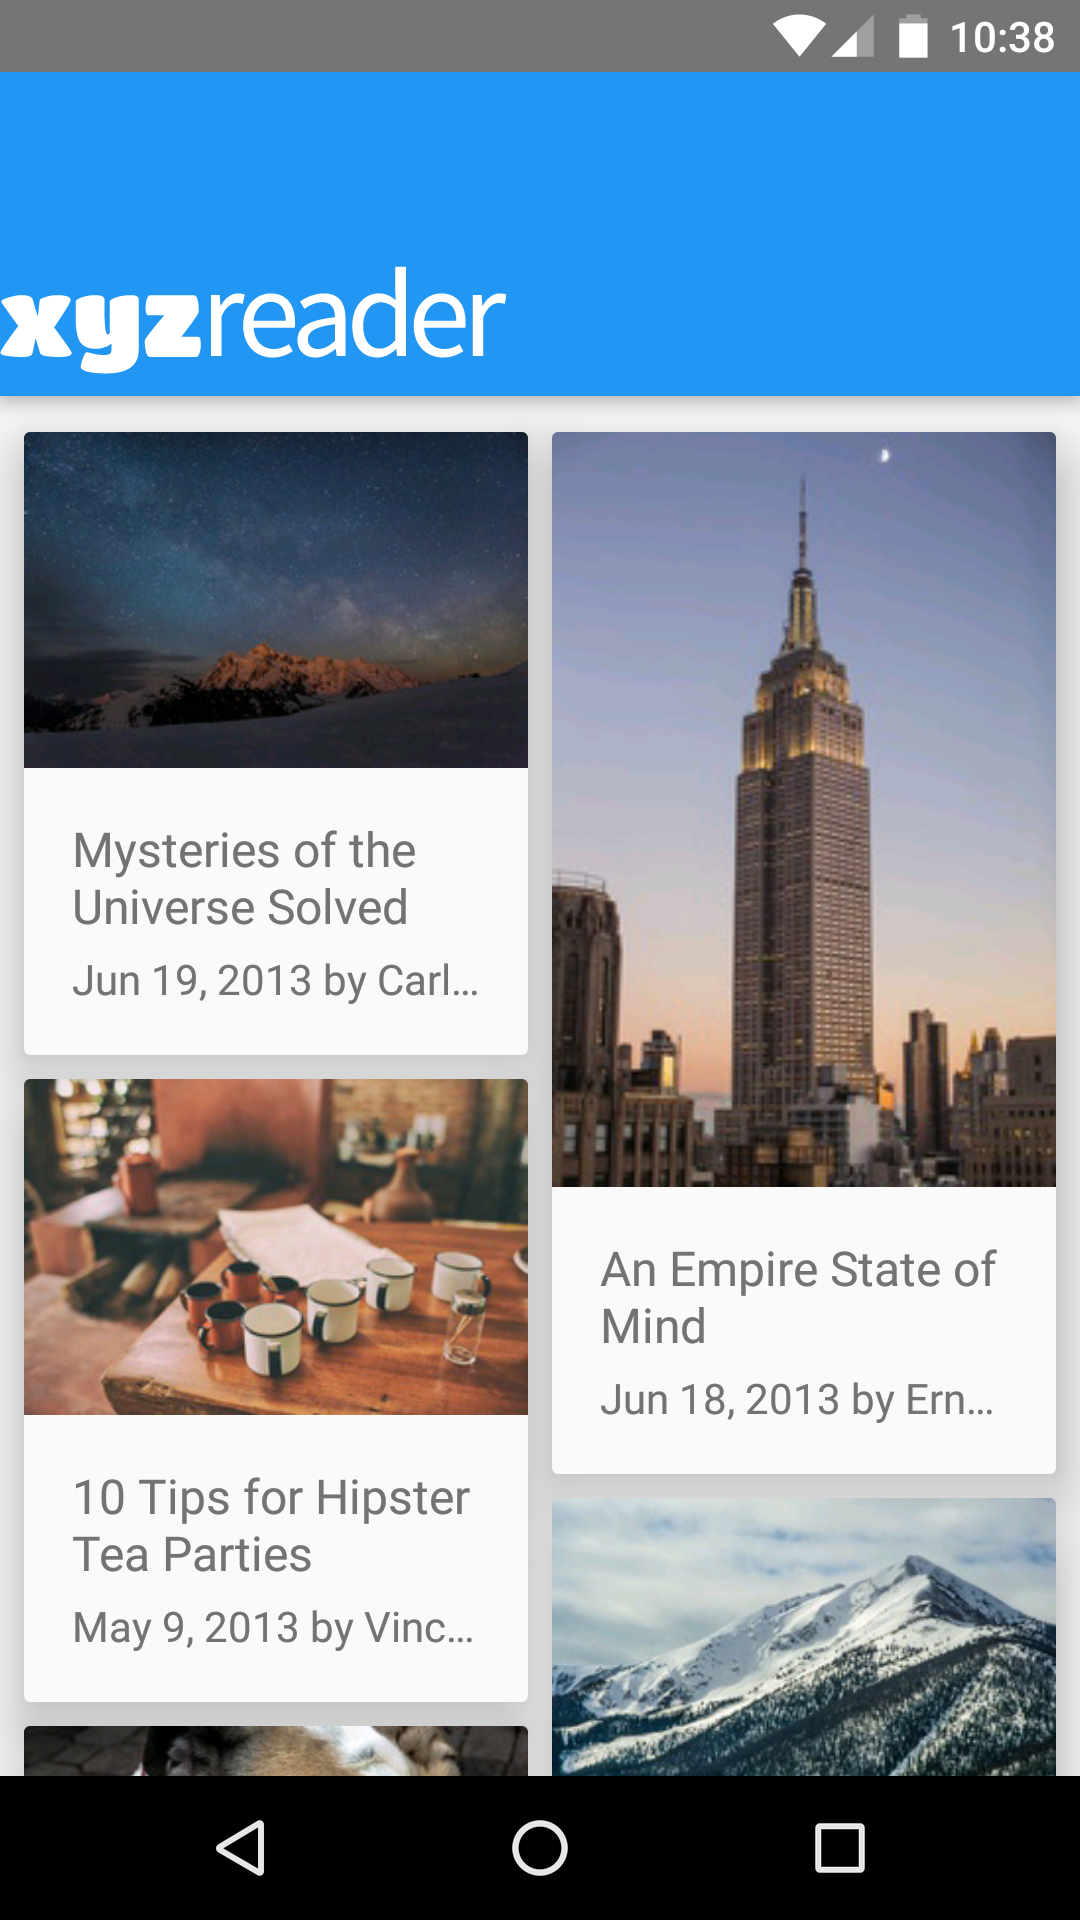 10:38
xyzreader
Mysteries of the
Universe Solved
Jun 19, 2013 by Carl...
An Empire State of
Mind
Jun 18, 2013 by Ern...
10 Tips for Hipster
Tea Parties
May 9, 2013 by Vinc...